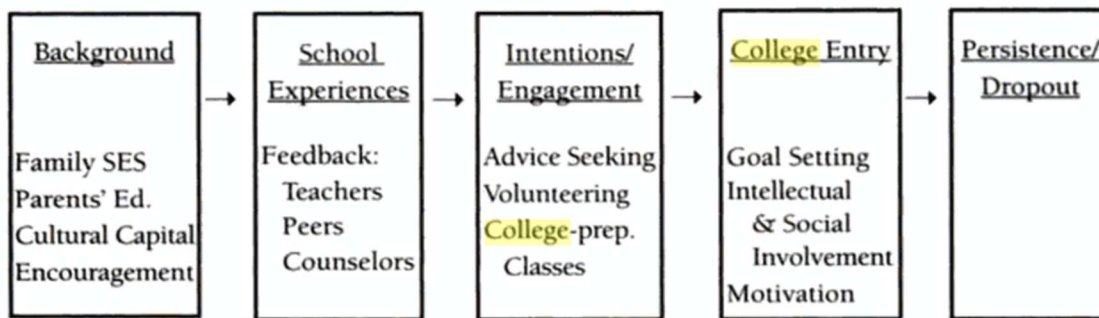 Background
Family SES
Parents' Ed.
Cultural Capital
Encouragement
School
Experiences
Feedback:
Teachers
Peers
Counselors
Intentions/
Engagement
Advice Seeking
Volunteering
College-prep.
Classes
College Entry
Goal Setting
Intellectual
& Social
Involvement
Motivation
Persistence/
Dropout